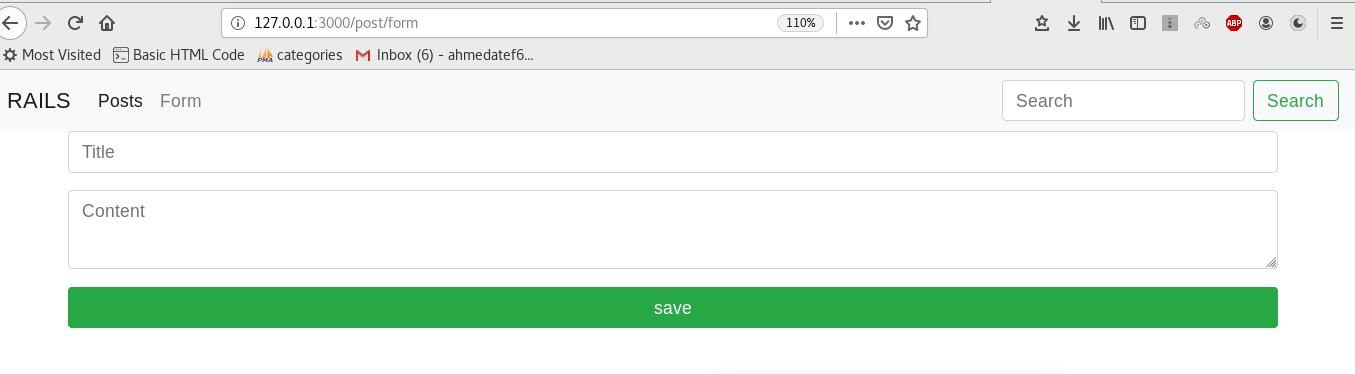 127.0.0.1:3000/post/form 110%
Most Visited Basic HTML Code PMA categories Inbox (6) - ahmedatef6...
RAILS Posts Form Search Search
Title
Content
save
ABP